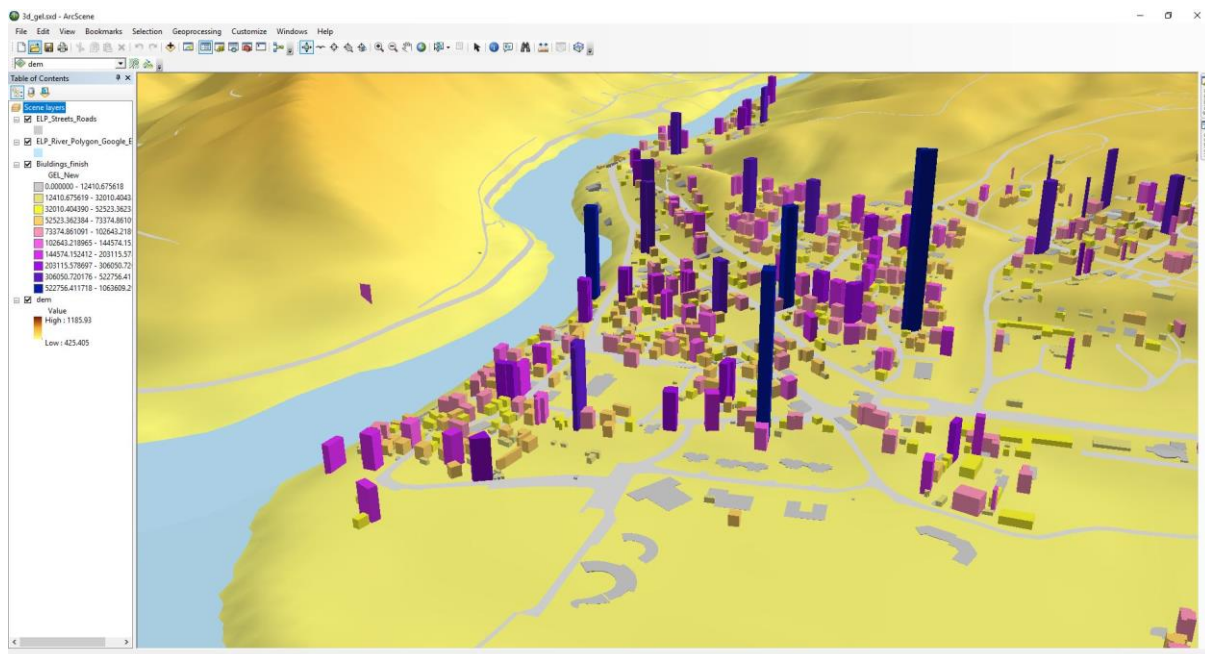 3d_gel.sxd - ArcScene
File Edit View Bookmarks Selection Geoprocessing Customize Windows Help
dem
Table of Contents
Scene layers
ELP_Streets_Roads
ELP_River_Polygon_Google_E
Biuldings_finish
GEL_New
0.000000 - 12410.675618
12410.675619 - 32010.4043
32010.404390 - 52523.3623
52523.362384 - 73374.8610
73374.861091 - 102643.218
102643.218965 - 144574.15
144574.152412 - 203115.57
203115.578697 - 306050.72
306050.720176 - 522756.41
522756.411718 - 1063609.2
dem
Value
High : 1185.93
Low : 425.405